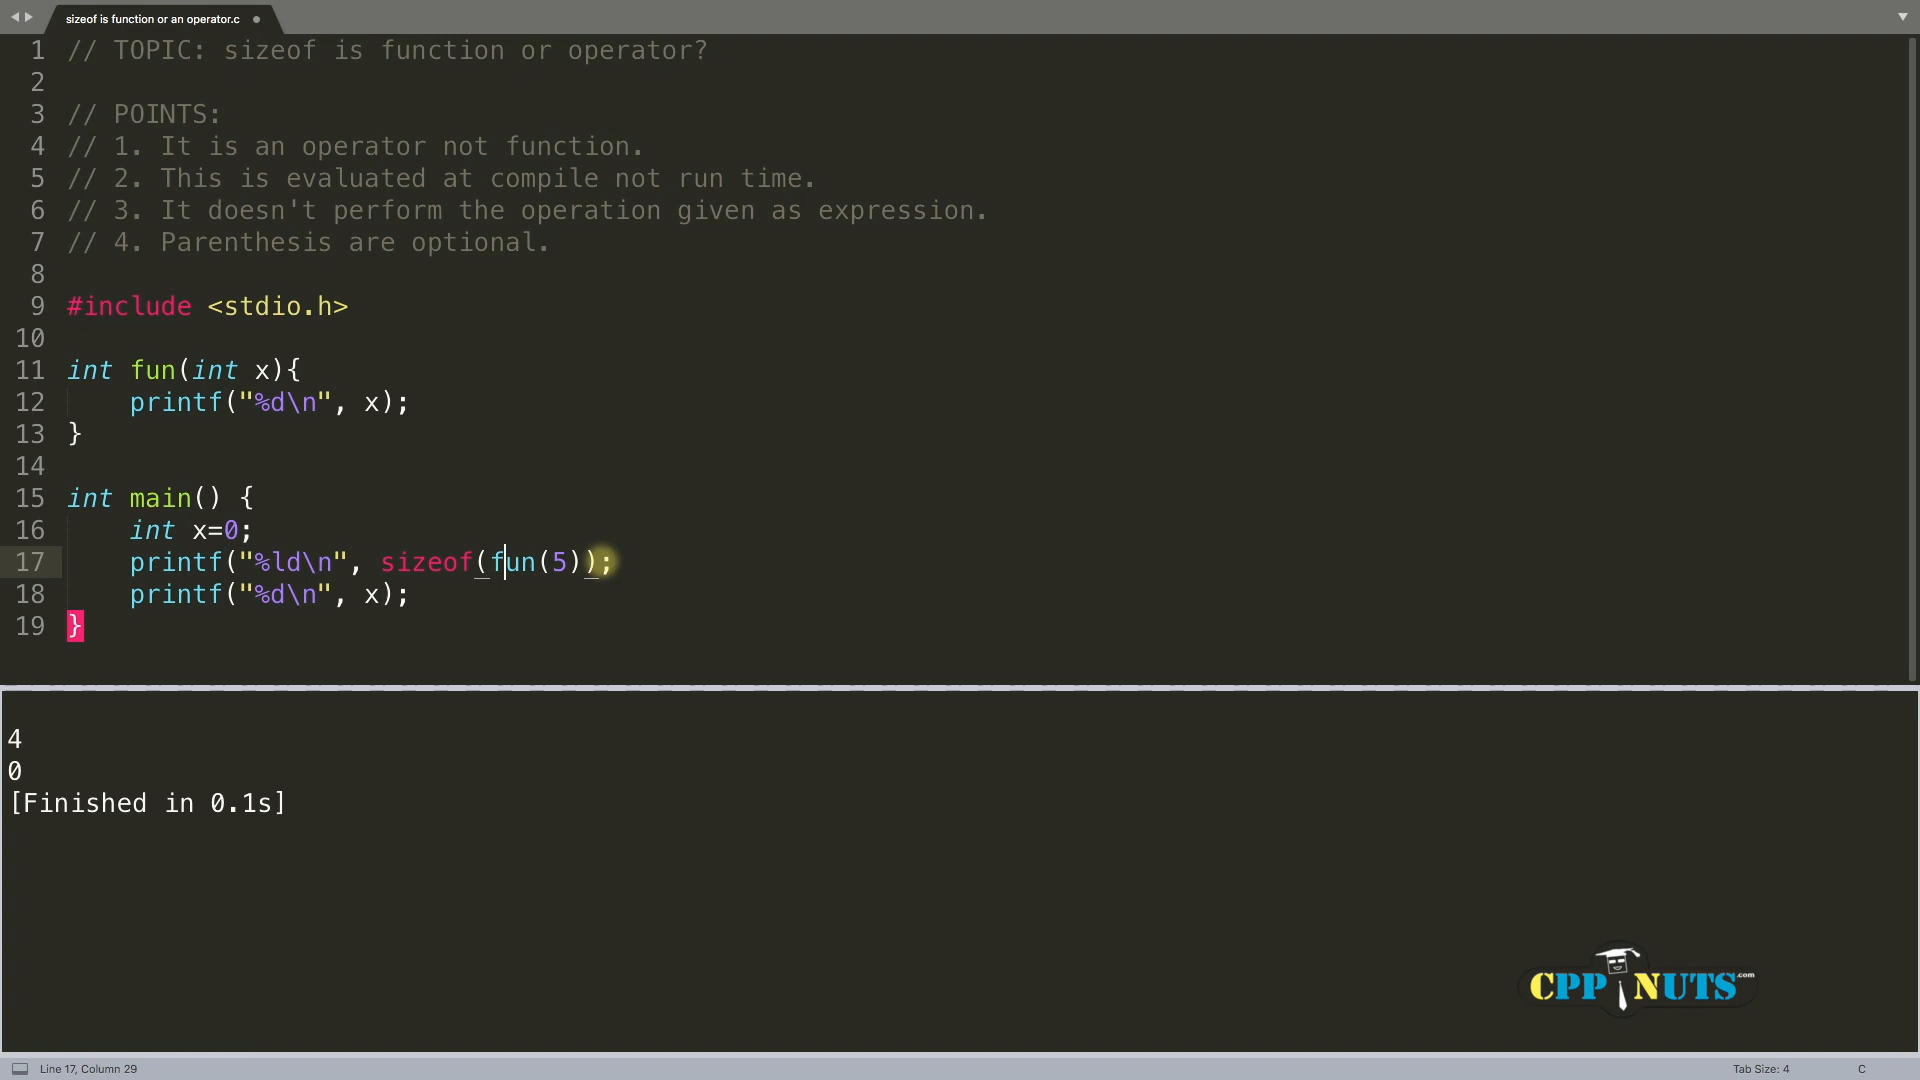 sizeof is function or an operator.c
1 // TOPIC: sizeof is function or operator?
2
3 // POINTS:
4 // 1. It is an operator not function.
5 // 2. This is evaluated at compile not run time.
6 // 3. It doesn't perform the operation given as expression.
7 // 4. Parenthesis are optional.
8
9 #include <stdio.h>
10
11 int fun(int x){
12     printf("%d\n", x);
13 }
14
15 int main() {
16     int x=0;
17     printf("%ld\n", sizeof(fun(5));
18     printf("%d\n", x);
19 }
4
0
[Finished in 0.1s]
CPP NUTS .com
Line 17, Column 29
Tab Size: 4
C